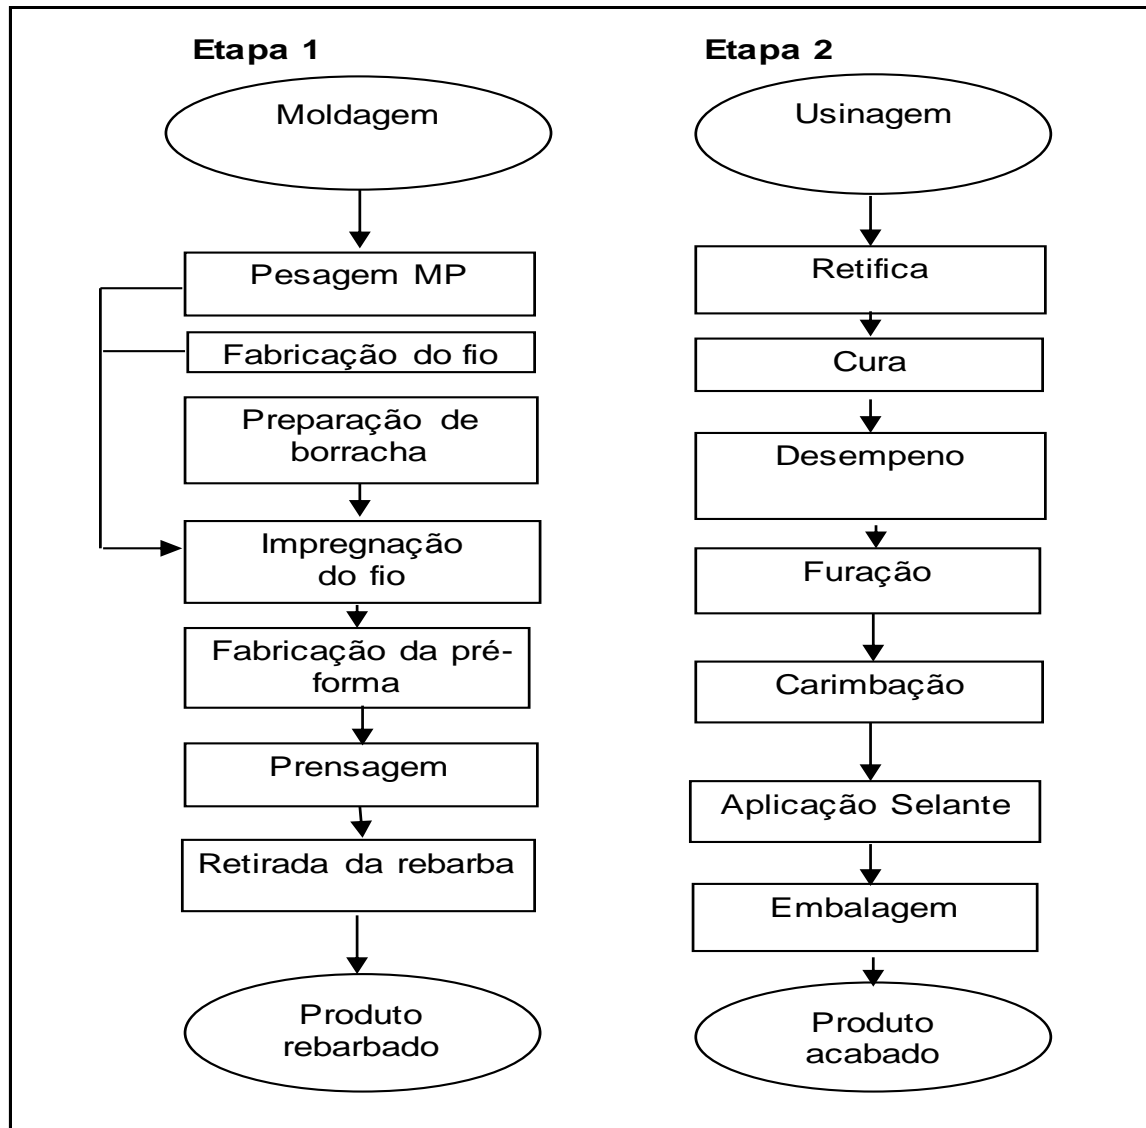 Etapa 1
Moldagem
Pesagem MP
Fabricação do fio
Preparação de
borracha
Impregnação
do fio
Fabricação da pré-
forma
Prensagem
Retirada da rebarba
Produto
rebarbado
Etapa 2
Usinagem
Retifica
Cura
Desempeno
Furação
Carimbação
Aplicação Selante
Embalagem
Produto
acabado